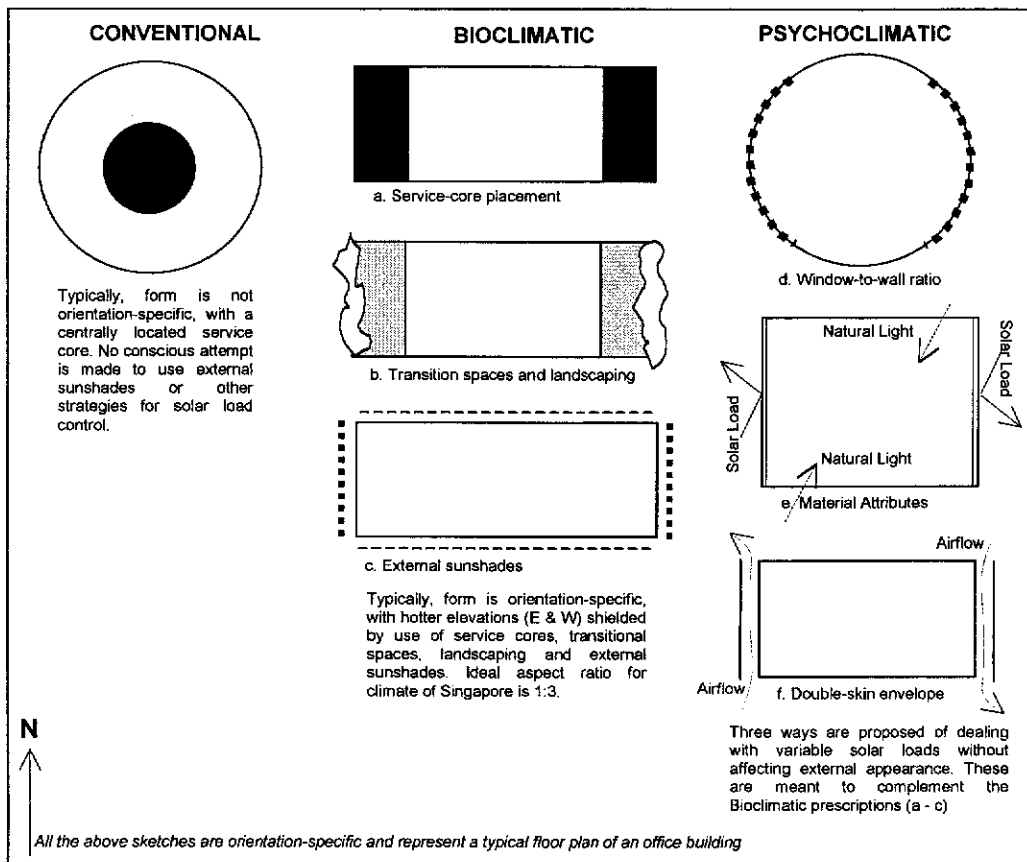 CONVENTIONAL
Typically, form is not
orientation-specific, with a
centrally located service
core. No conscious attempt
is made to use external
sunshades or other
strategies for solar load
control.
BIOCLIMATIC
a. Service-core placement
b. Transition spaces and landscaping
c. External sunshades
Typically, form is orientation-specific,
with hotter elevations (E & W) shielded
by use of service cores, transitional
spaces, landscaping and external
sunshades. Ideal aspect ratio for
climate of Singapore is 1:3.
PSYCHOCLIMATIC
d. Window-to-wall ratio
Natural Light
Solar Load
Solar Load
Natural Light
e. Material Attributes
Airflow
Airflow
f. Double-skin envelope
Three ways are proposed of dealing
with variable solar loads without
affecting external appearance. These
are meant to complement the
Bioclimatic prescriptions (a - c)
N
All the above sketches are orientation-specific and represent a typical floor plan of an office building